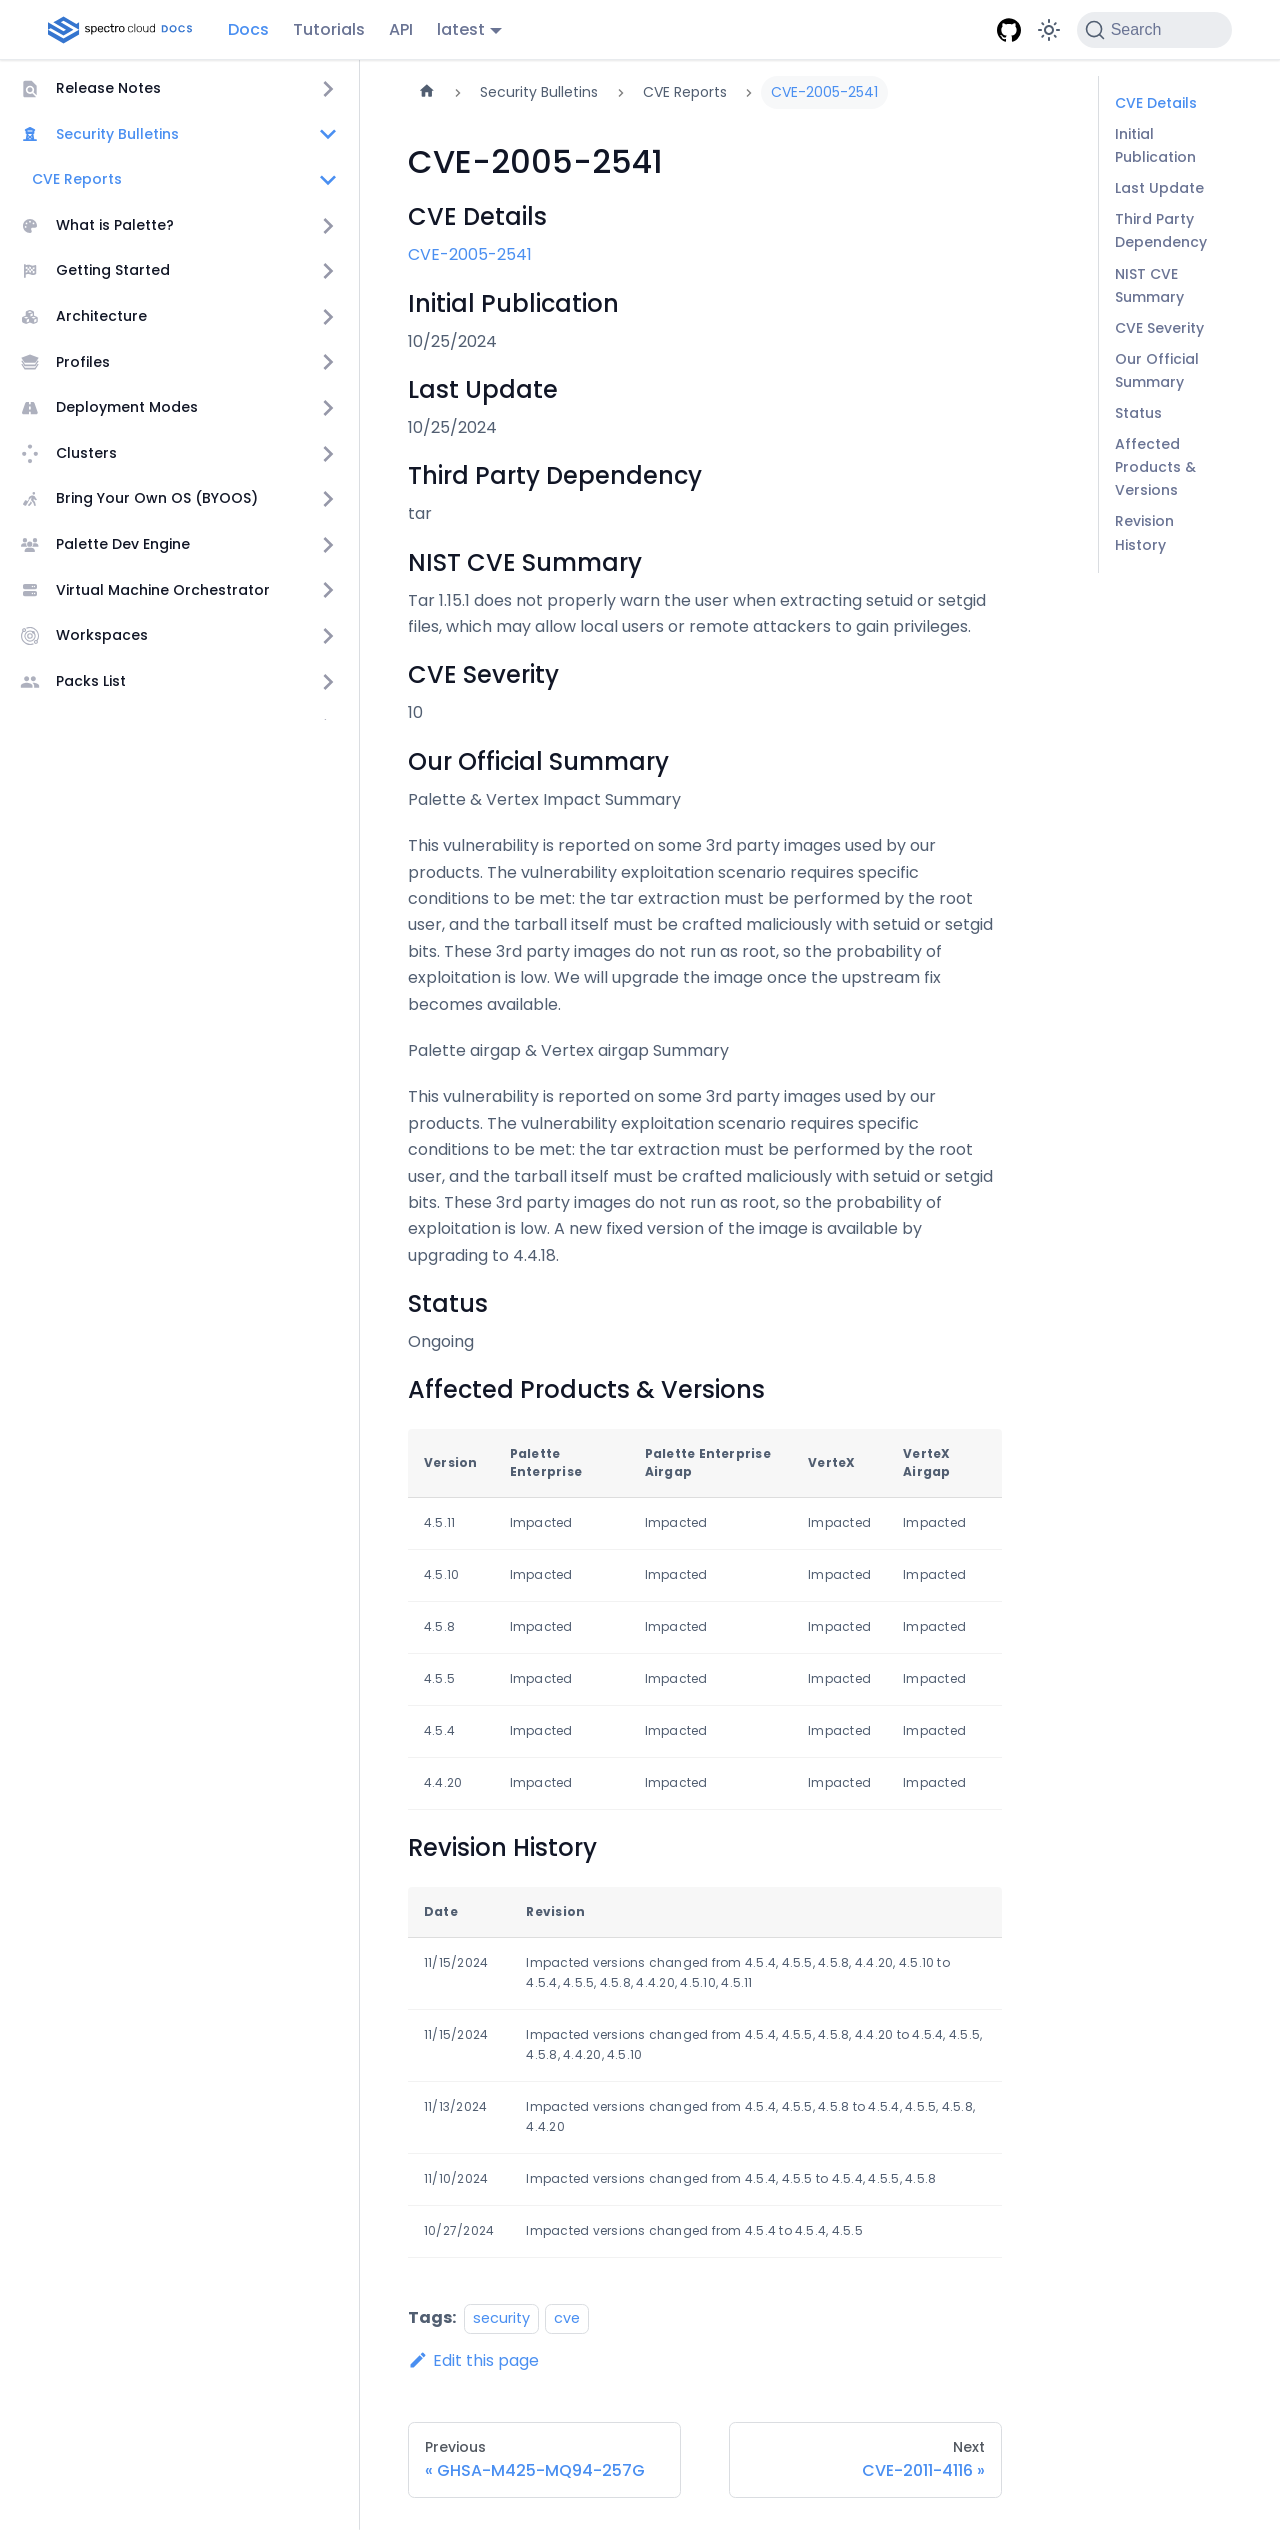 spectro cloud DOCS
Docs
Tutorials
API
latest
Search
Release Notes
Security Bulletins
CVE Reports
What is Palette?
Getting Started
Architecture
Profiles
Deployment Modes
Clusters
Bring Your Own OS (BYOOS)
Palette Dev Engine
Virtual Machine Orchestrator
Workspaces
Packs List
Security Bulletins
CVE Reports
CVE-2005-2541
CVE-2005-2541
CVE Details
CVE-2005-2541
Initial Publication
10/25/2024
Last Update
10/25/2024
Third Party Dependency
tar
NIST CVE Summary
Tar 1.15.1 does not properly warn the user when extracting setuid or setgid
files, which may allow local users or remote attackers to gain privileges.
CVE Severity
10
Our Official Summary
Palette & Vertex Impact Summary
This vulnerability is reported on some 3rd party images used by our
products. The vulnerability exploitation scenario requires specific
conditions to be met: the tar extraction must be performed by the root
user, and the tarball itself must be crafted maliciously with setuid or setgid
bits. These 3rd party images do not run as root, so the probability of
exploitation is low. We will upgrade the image once the upstream fix
becomes available.
Palette airgap & Vertex airgap Summary
This vulnerability is reported on some 3rd party images used by our
products. The vulnerability exploitation scenario requires specific
conditions to be met: the tar extraction must be performed by the root
user, and the tarball itself must be crafted maliciously with setuid or setgid
bits. These 3rd party images do not run as root, so the probability of
exploitation is low. A new fixed version of the image is available by
upgrading to 4.4.18.
Status
Ongoing
Affected Products & Versions
Version Palette Enterprise Palette Enterprise Airgap VerteX VerteX Airgap
4.5.11 Impacted Impacted Impacted Impacted
4.5.10 Impacted Impacted Impacted Impacted
4.5.8 Impacted Impacted Impacted Impacted
4.5.5 Impacted Impacted Impacted Impacted
4.5.4 Impacted Impacted Impacted Impacted
4.4.20 Impacted Impacted Impacted Impacted
Revision History
Date Revision
11/15/2024 Impacted versions changed from 4.5.4, 4.5.5, 4.5.8, 4.4.20, 4.5.10 to
4.5.4, 4.5.5, 4.5.8, 4.4.20, 4.5.10, 4.5.11
11/15/2024 Impacted versions changed from 4.5.4, 4.5.5, 4.5.8, 4.4.20 to 4.5.4, 4.5.5,
4.5.8, 4.4.20, 4.5.10
11/13/2024 Impacted versions changed from 4.5.4, 4.5.5, 4.5.8 to 4.5.4, 4.5.5, 4.5.8,
4.4.20
11/10/2024 Impacted versions changed from 4.5.4, 4.5.5 to 4.5.4, 4.5.5, 4.5.8
10/27/2024 Impacted versions changed from 4.5.4 to 4.5.4, 4.5.5
Tags: security cve
Edit this page
Previous
« GHSA-M425-MQ94-257G
Next
CVE-2011-4116 »
CVE Details
Initial
Publication
Last Update
Third Party
Dependency
NIST CVE
Summary
CVE Severity
Our Official
Summary
Status
Affected
Products &
Versions
Revision
History